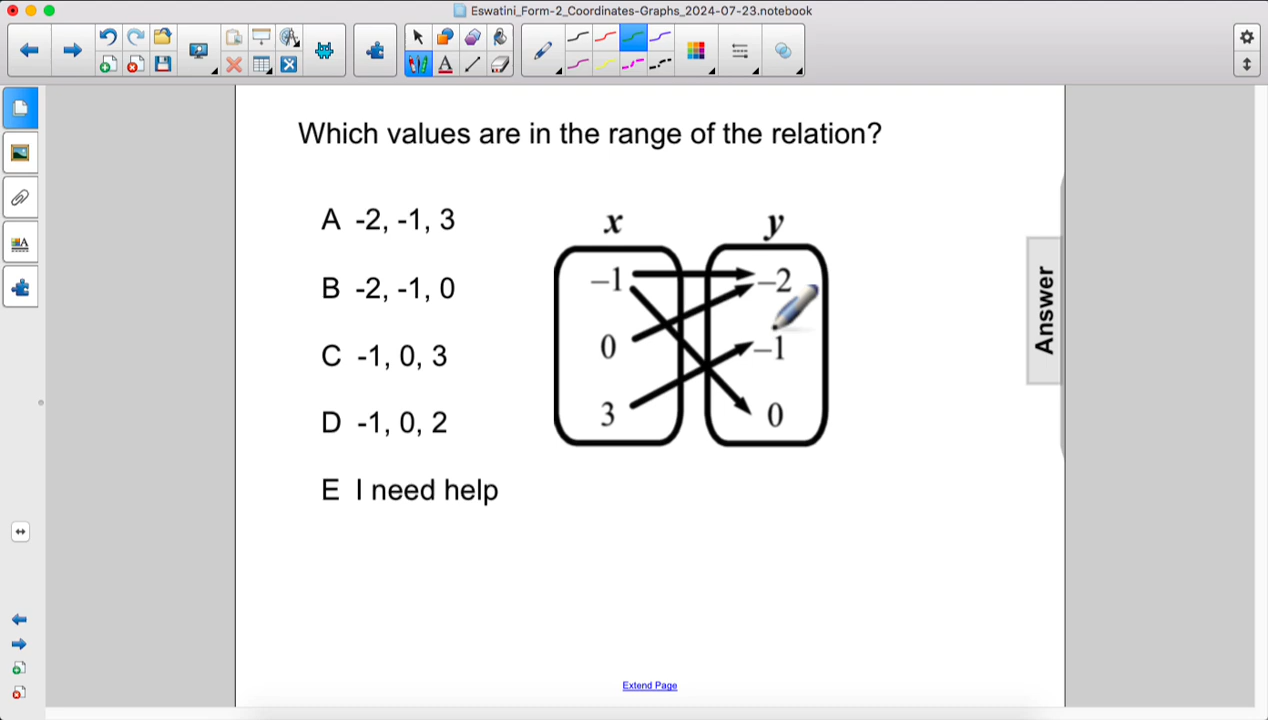 Eswatini_Form-2_Coordinates-Graphs_2024-07-23.notebook
Which values are in the range of the relation?
A -2, -1, 3
B -2, -1, 0
C -1, 0, 3
D -1, 0, 2
E I need help
x y
–1 –2
0 –1
3 0
Answer
Extend Page